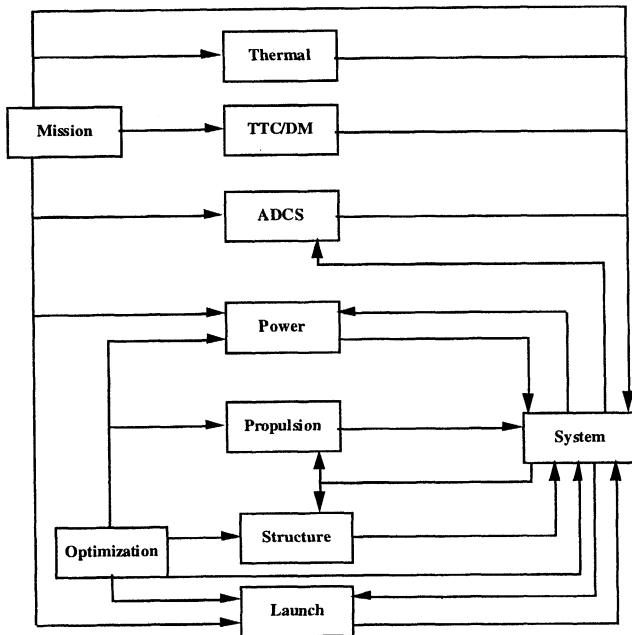 Thermal
Mission
TTC/DM
ADCS
Power
Propulsion
System
Structure
Optimization
Launch